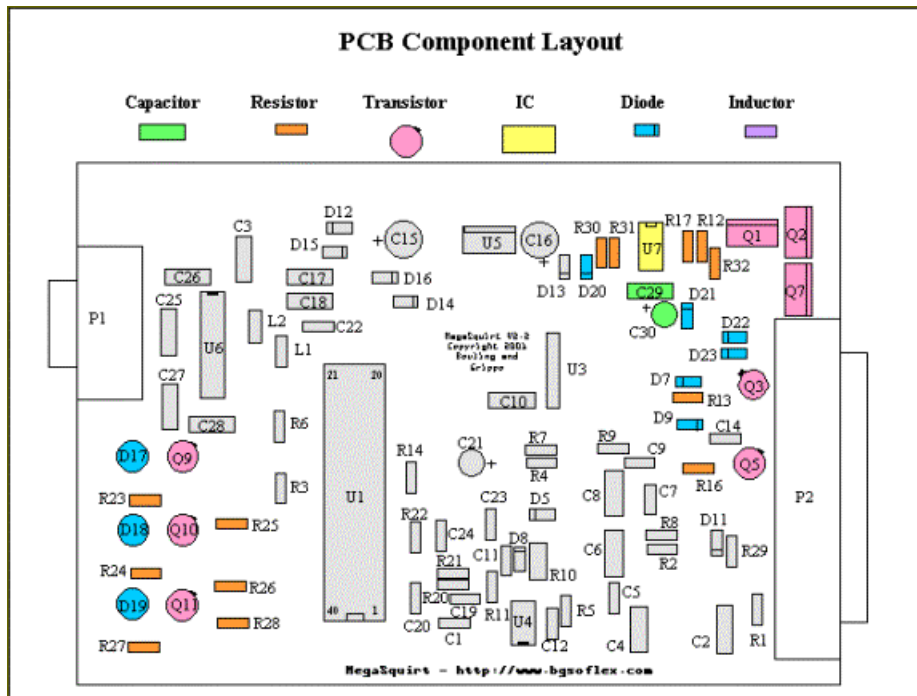 PCB Component Layout
Capacitor Resistor Transistor IC Diode Inductor
D12
C3
C15
U5
C16
R30
R31
U7
R17
R12
Q1
Q2
D15
C26
C17
D16
D13
D20
C29
R32
Q7
C25
C18
D14
D21
C30
P1
U6
L2
C22
D22
L1
MegaSquirt V2-2
Copyright 2001
Bowling and
Grippo
U3
D23
21 20
D7
Q3
C27
C10
R13
C28
R6
D9
C14
D17
Q9
R14
C21
R7
R4
R9
C9
Q5
R16
R3
U1
C8
C7
P2
R23
R22
C23
D5
D18
Q10
R25
C24
D8
R8
D11
C11
C6
R2
R29
R24
R21
R10
R26
R20
R11
C5
D19
Q11
40 1
C19
U4
R5
R28
C20
C1
C12
C4
C2
R1
R27
MegaSquirt - http://www.bgsoflex.com